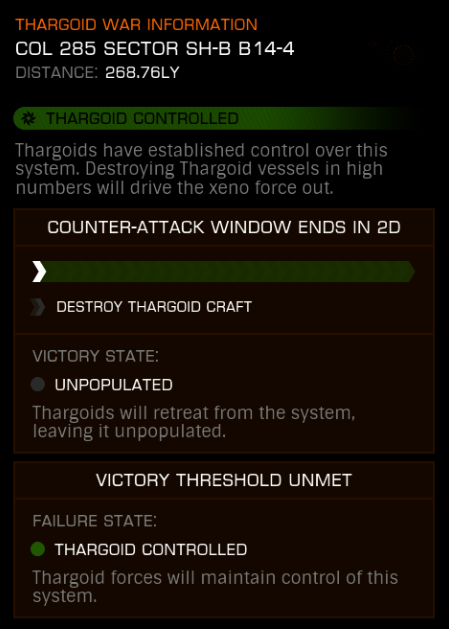 THARGOID WAR INFORMATION
COL 285 SECTOR SH-B B14-4
DISTANCE: 268.76LY
THARGOID CONTROLLED
Thargoids have established control over this
system. Destroying Thargoid vessels in high
numbers will drive the xeno force out.
COUNTER-ATTACK WINDOW ENDS IN 2D
DESTROY THARGOID CRAFT
VICTORY STATE:
UNPOPULATED
Thargoids will retreat from the system,
leaving it unpopulated.
VICTORY THRESHOLD UNMET
FAILURE STATE:
THARGOID CONTROLLED
Thargoid forces will maintain control of this
system.